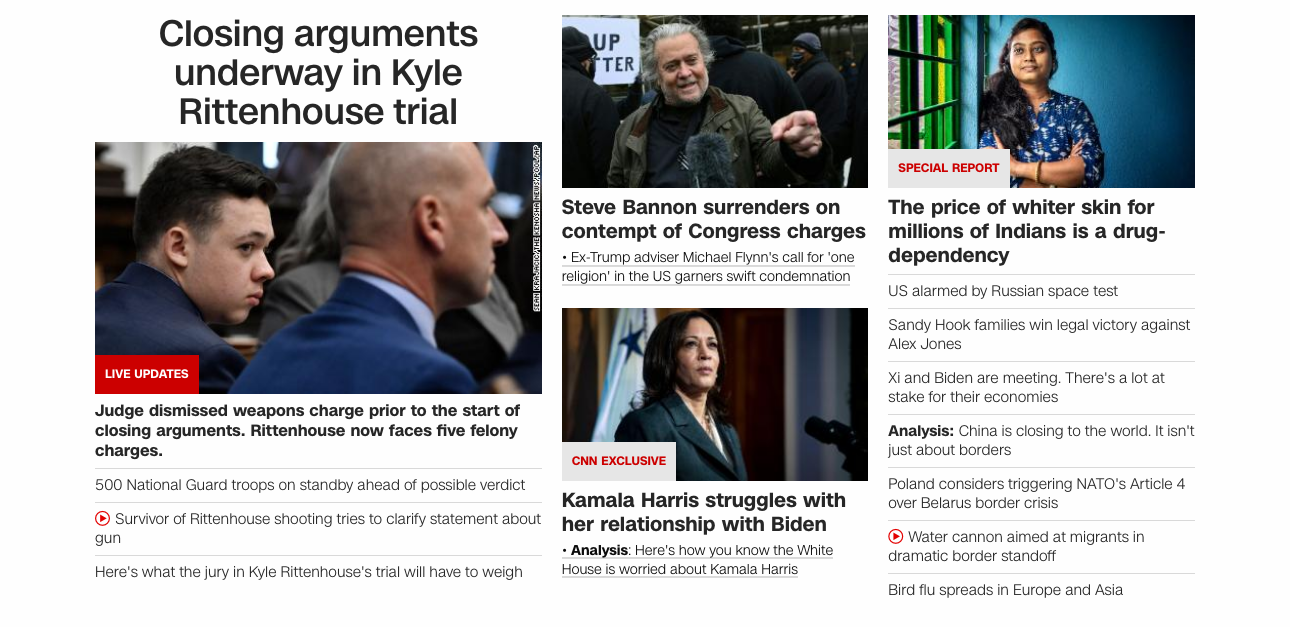 Closing arguments
underway in Kyle
Rittenhouse trial
SEAN KRAJACIC/THE KENOSHA NEWS/POOL/AP
LIVE UPDATES
Judge dismissed weapons charge prior to the start of
closing arguments. Rittenhouse now faces five felony
charges.
500 National Guard troops on standby ahead of possible verdict
Survivor of Rittenhouse shooting tries to clarify statement about
gun
Here's what the jury in Kyle Rittenhouse's trial will have to weigh
UP
TTER
Steve Bannon surrenders on
contempt of Congress charges
• Ex-Trump adviser Michael Flynn's call for 'one
religion' in the US garners swift condemnation
CNN EXCLUSIVE
Kamala Harris struggles with
her relationship with Biden
• Analysis: Here's how you know the White
House is worried about Kamala Harris
SPECIAL REPORT
The price of whiter skin for
millions of Indians is a drug-
dependency
US alarmed by Russian space test
Sandy Hook families win legal victory against
Alex Jones
Xi and Biden are meeting. There's a lot at
stake for their economies
Analysis: China is closing to the world. It isn't
just about borders
Poland considers triggering NATO's Article 4
over Belarus border crisis
Water cannon aimed at migrants in
dramatic border standoff
Bird flu spreads in Europe and Asia